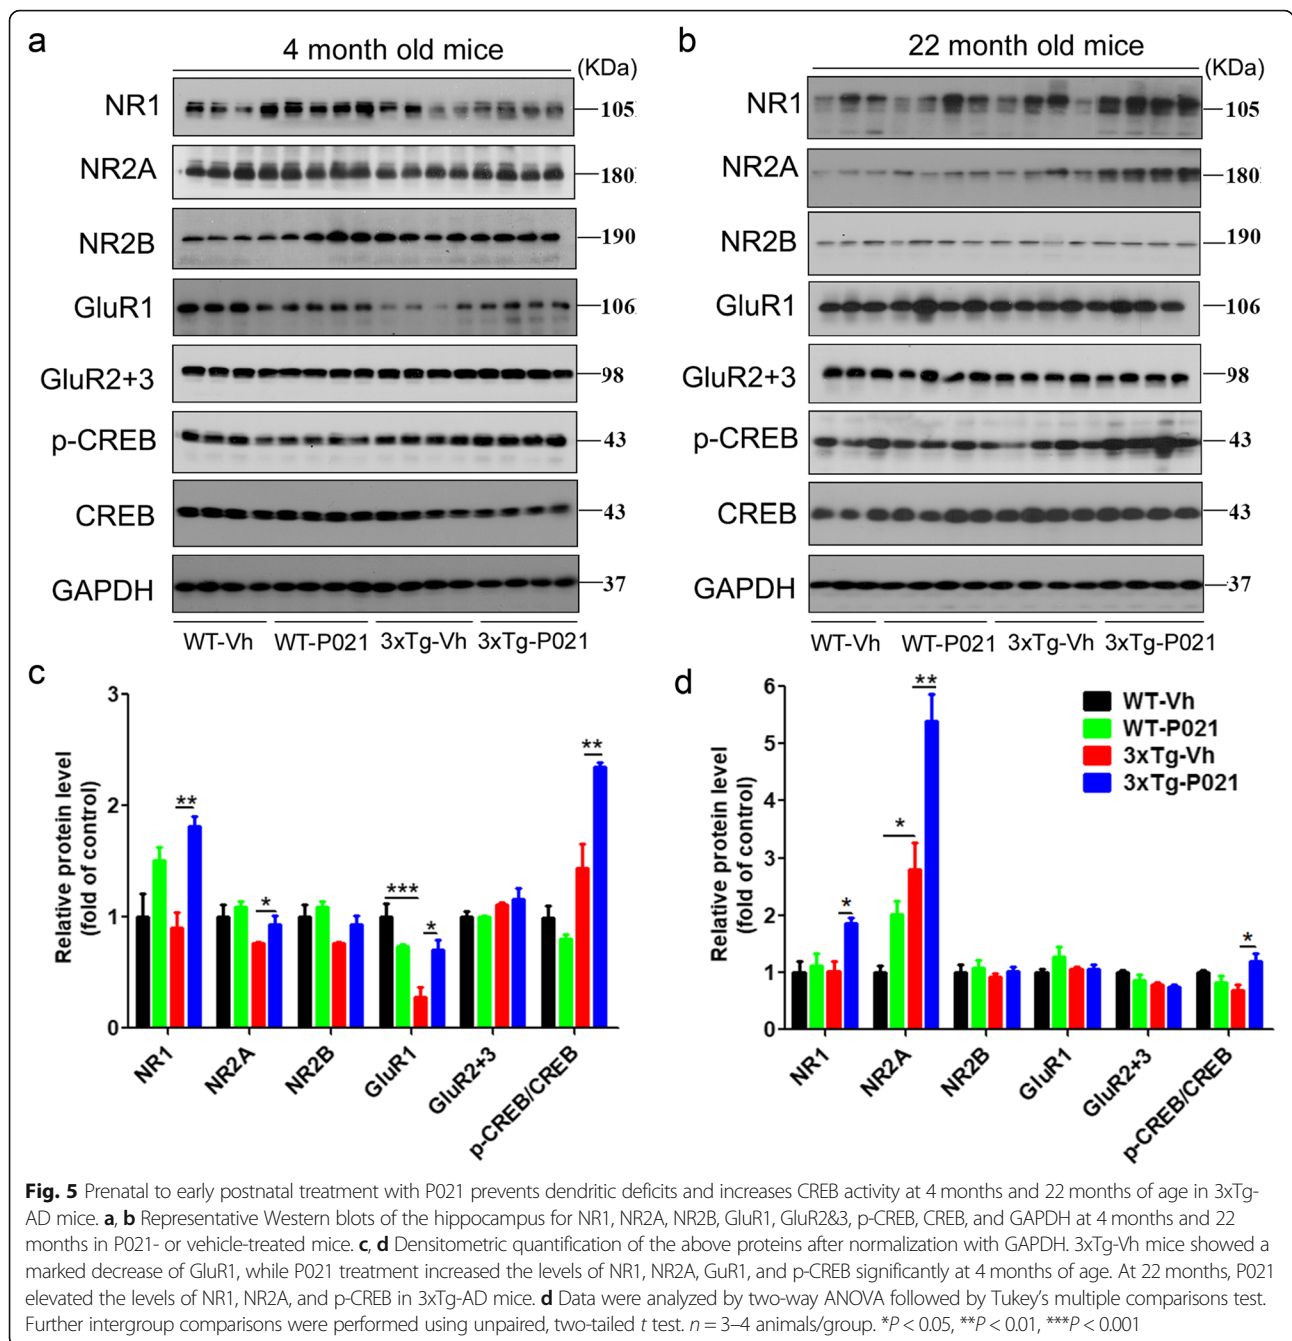 a
4 month old mice
(KDa)
NR1
105
NR2A
180
NR2B
190
GluR1
106
GluR2+3
98
p-CREB
43
CREB
43
GAPDH
37
WT-Vh WT-P021 3xTg-Vh 3xTg-P021
b
22 month old mice
(KDa)
NR1
105
NR2A
180
NR2B
190
GluR1
106
GluR2+3
98
p-CREB
43
CREB
43
GAPDH
37
WT-Vh WT-P021 3xTg-Vh 3xTg-P021
c
Relative protein level
(fold of control)
3
2
1
0
** * *** * **
NR1 NR2A NR2B GluR1 GluR2+3 p-CREB/CREB
d
Relative protein level
(fold of control)
6
5
4
3
2
1
0
* * ** *
WT-Vh
WT-P021
3xTg-Vh
3xTg-P021
NR1 NR2A NR2B GluR1 GluR2+3 p-CREB/CREB
Fig. 5 Prenatal to early postnatal treatment with P021 prevents dendritic deficits and increases CREB activity at 4 months and 22 months of age in 3xTg-
AD mice. a, b Representative Western blots of the hippocampus for NR1, NR2A, NR2B, GluR1, GluR2&3, p-CREB, CREB, and GAPDH at 4 months and 22
months in P021- or vehicle-treated mice. c, d Densitometric quantification of the above proteins after normalization with GAPDH. 3xTg-Vh mice showed a
marked decrease of GluR1, while P021 treatment increased the levels of NR1, NR2A, GuR1, and p-CREB significantly at 4 months of age. At 22 months, P021
elevated the levels of NR1, NR2A, and p-CREB in 3xTg-AD mice. d Data were analyzed by two-way ANOVA followed by Tukey's multiple comparisons test.
Further intergroup comparisons were performed using unpaired, two-tailed t test. n = 3–4 animals/group. *P < 0.05, **P < 0.01, ***P < 0.001